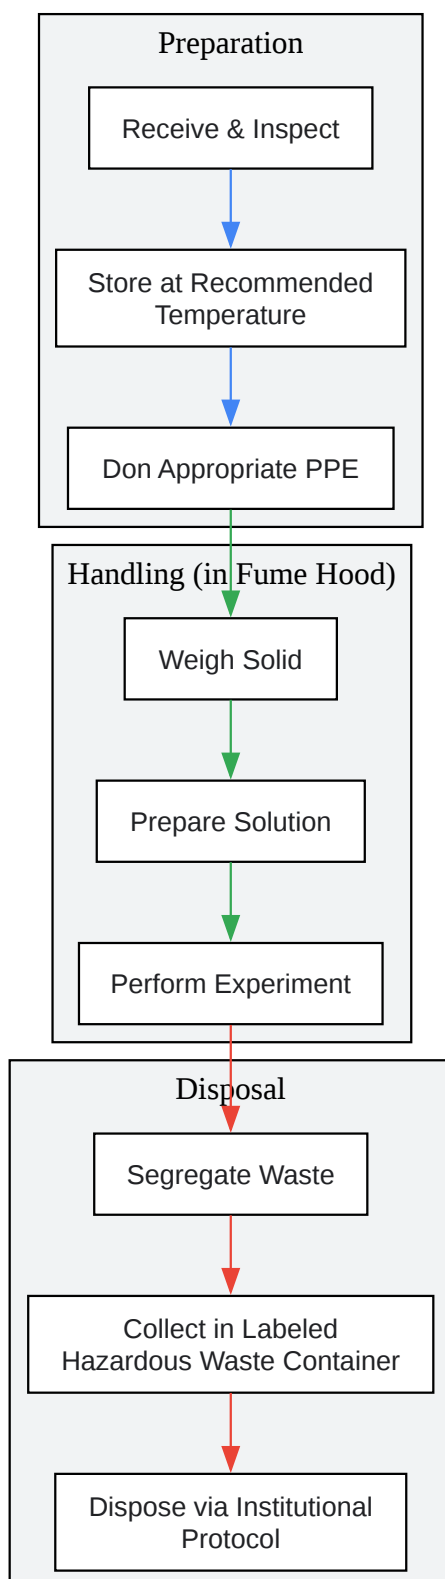 Preparation
Receive & Inspect
Store at Recommended
Temperature
Don Appropriate PPE
Handling (in Fume Hood)
Weigh Solid
Prepare Solution
Perform Experiment
Disposal
Segregate Waste
Collect in Labeled
Hazardous Waste Container
Dispose via Institutional
Protocol